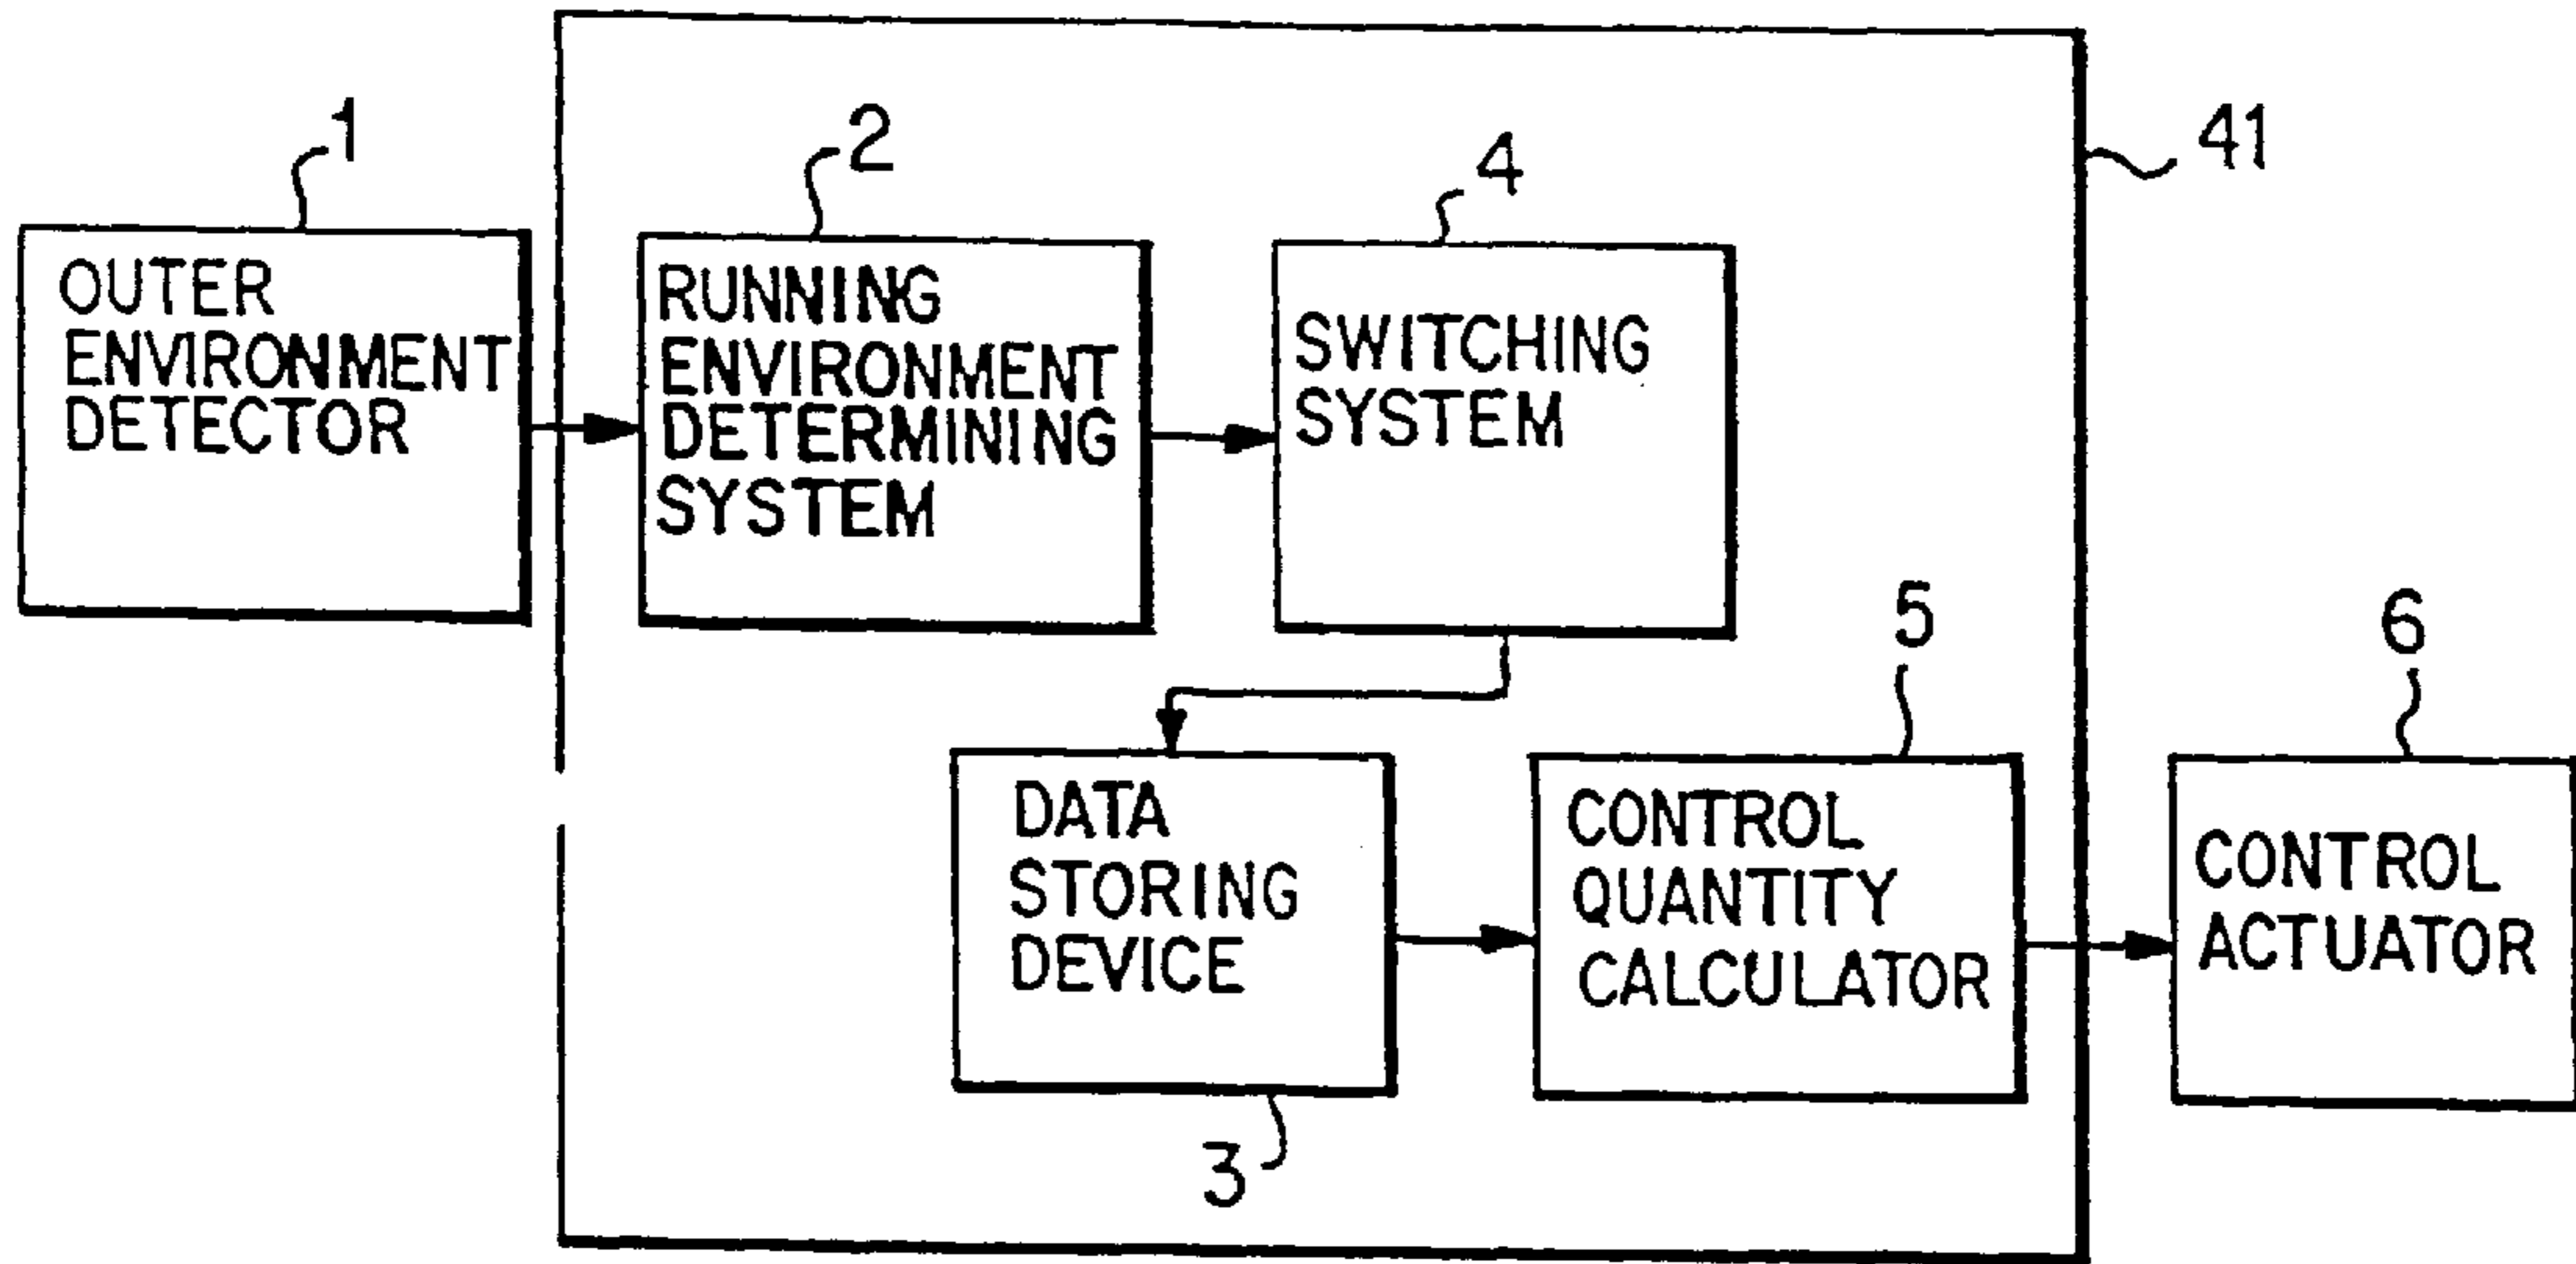 1
2
4
41
OUTER
ENVIRONMENT
DETECTOR
RUNNING
ENVIRONMENT
DETERMINING
SYSTEM
SWITCHING
SYSTEM
5
6
DATA
STORING
DEVICE
CONTROL
QUANTITY
CALCULATOR
CONTROL
ACTUATOR
3